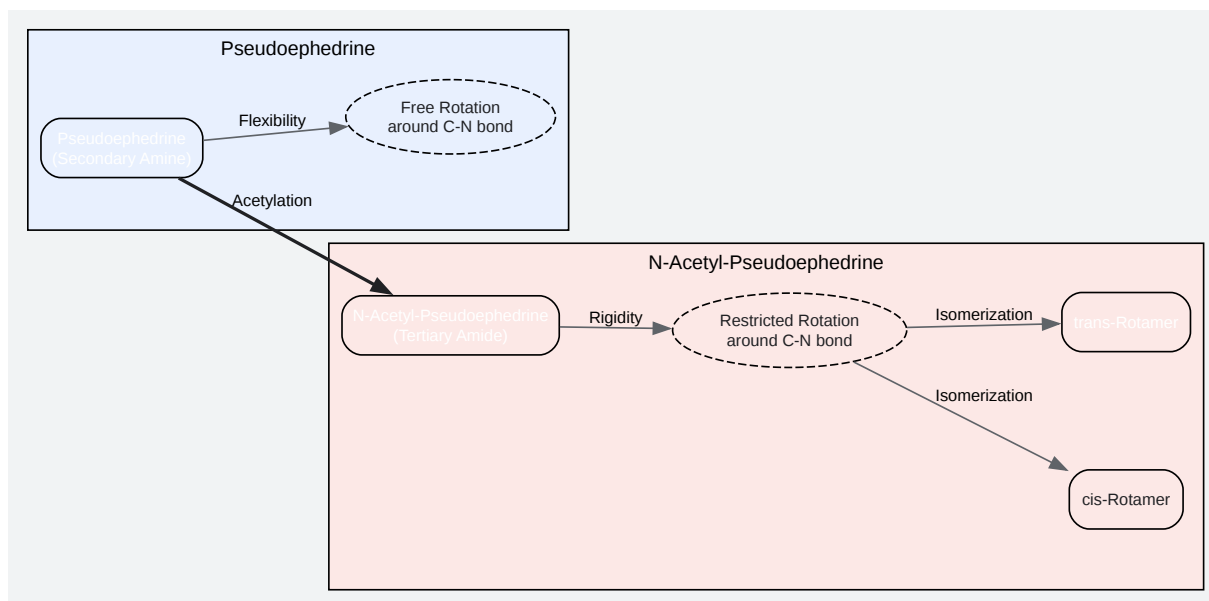 Pseudoephedrine
Free Rotation
around C-N bond
Flexibility
Pseudoephedrine
(Secondary Amine)
Acetylation
N-Acetyl-Pseudoephedrine
N-Acetyl-Pseudoephedrine
(Tertiary Amide)
Rigidity
Restricted Rotation
around C-N bond
Isomerization
trans-Rotamer
Isomerization
cis-Rotamer